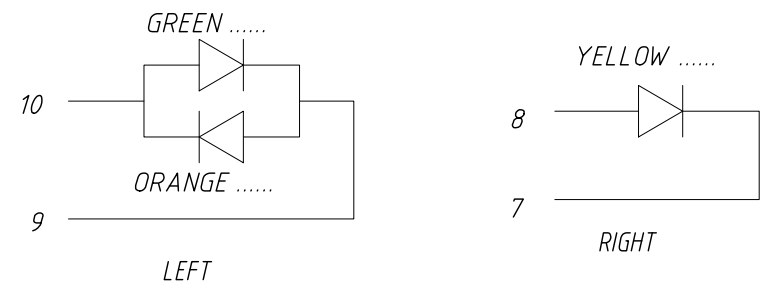 GREEN ......
10
ORANGE ......
9
LEFT
YELLOW ......
8
7
RIGHT